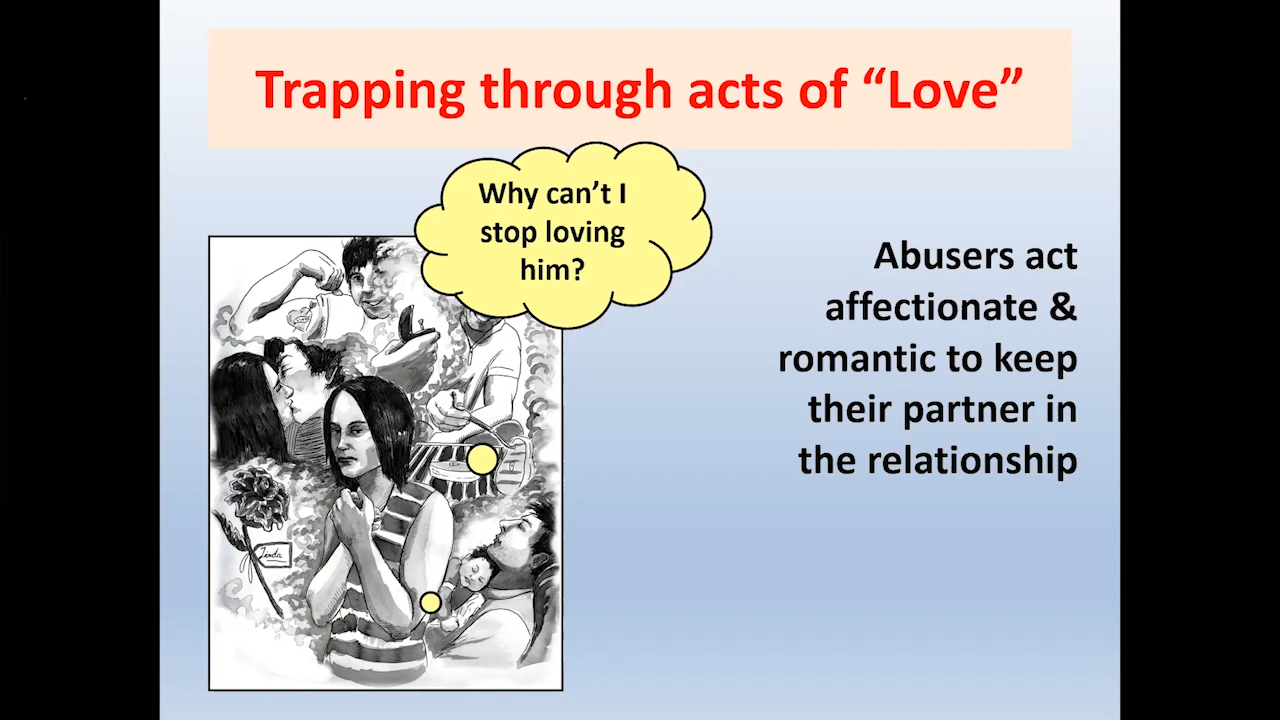 Trapping through acts of “Love”
Why can’t I
stop loving
him?
Abusers act
affectionate &
romantic to keep
their partner in
the relationship
Linda